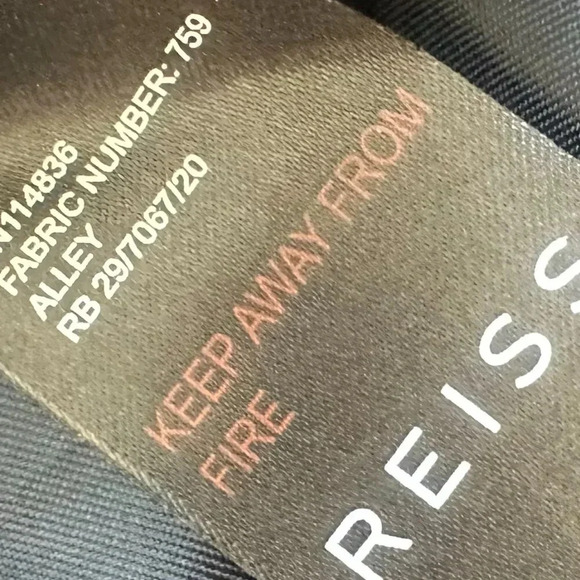 N114836
FABRIC NUMBER: 759
ALLEY
RB 29/7067/20
KEEP AWAY FROM
FIRE
REISS